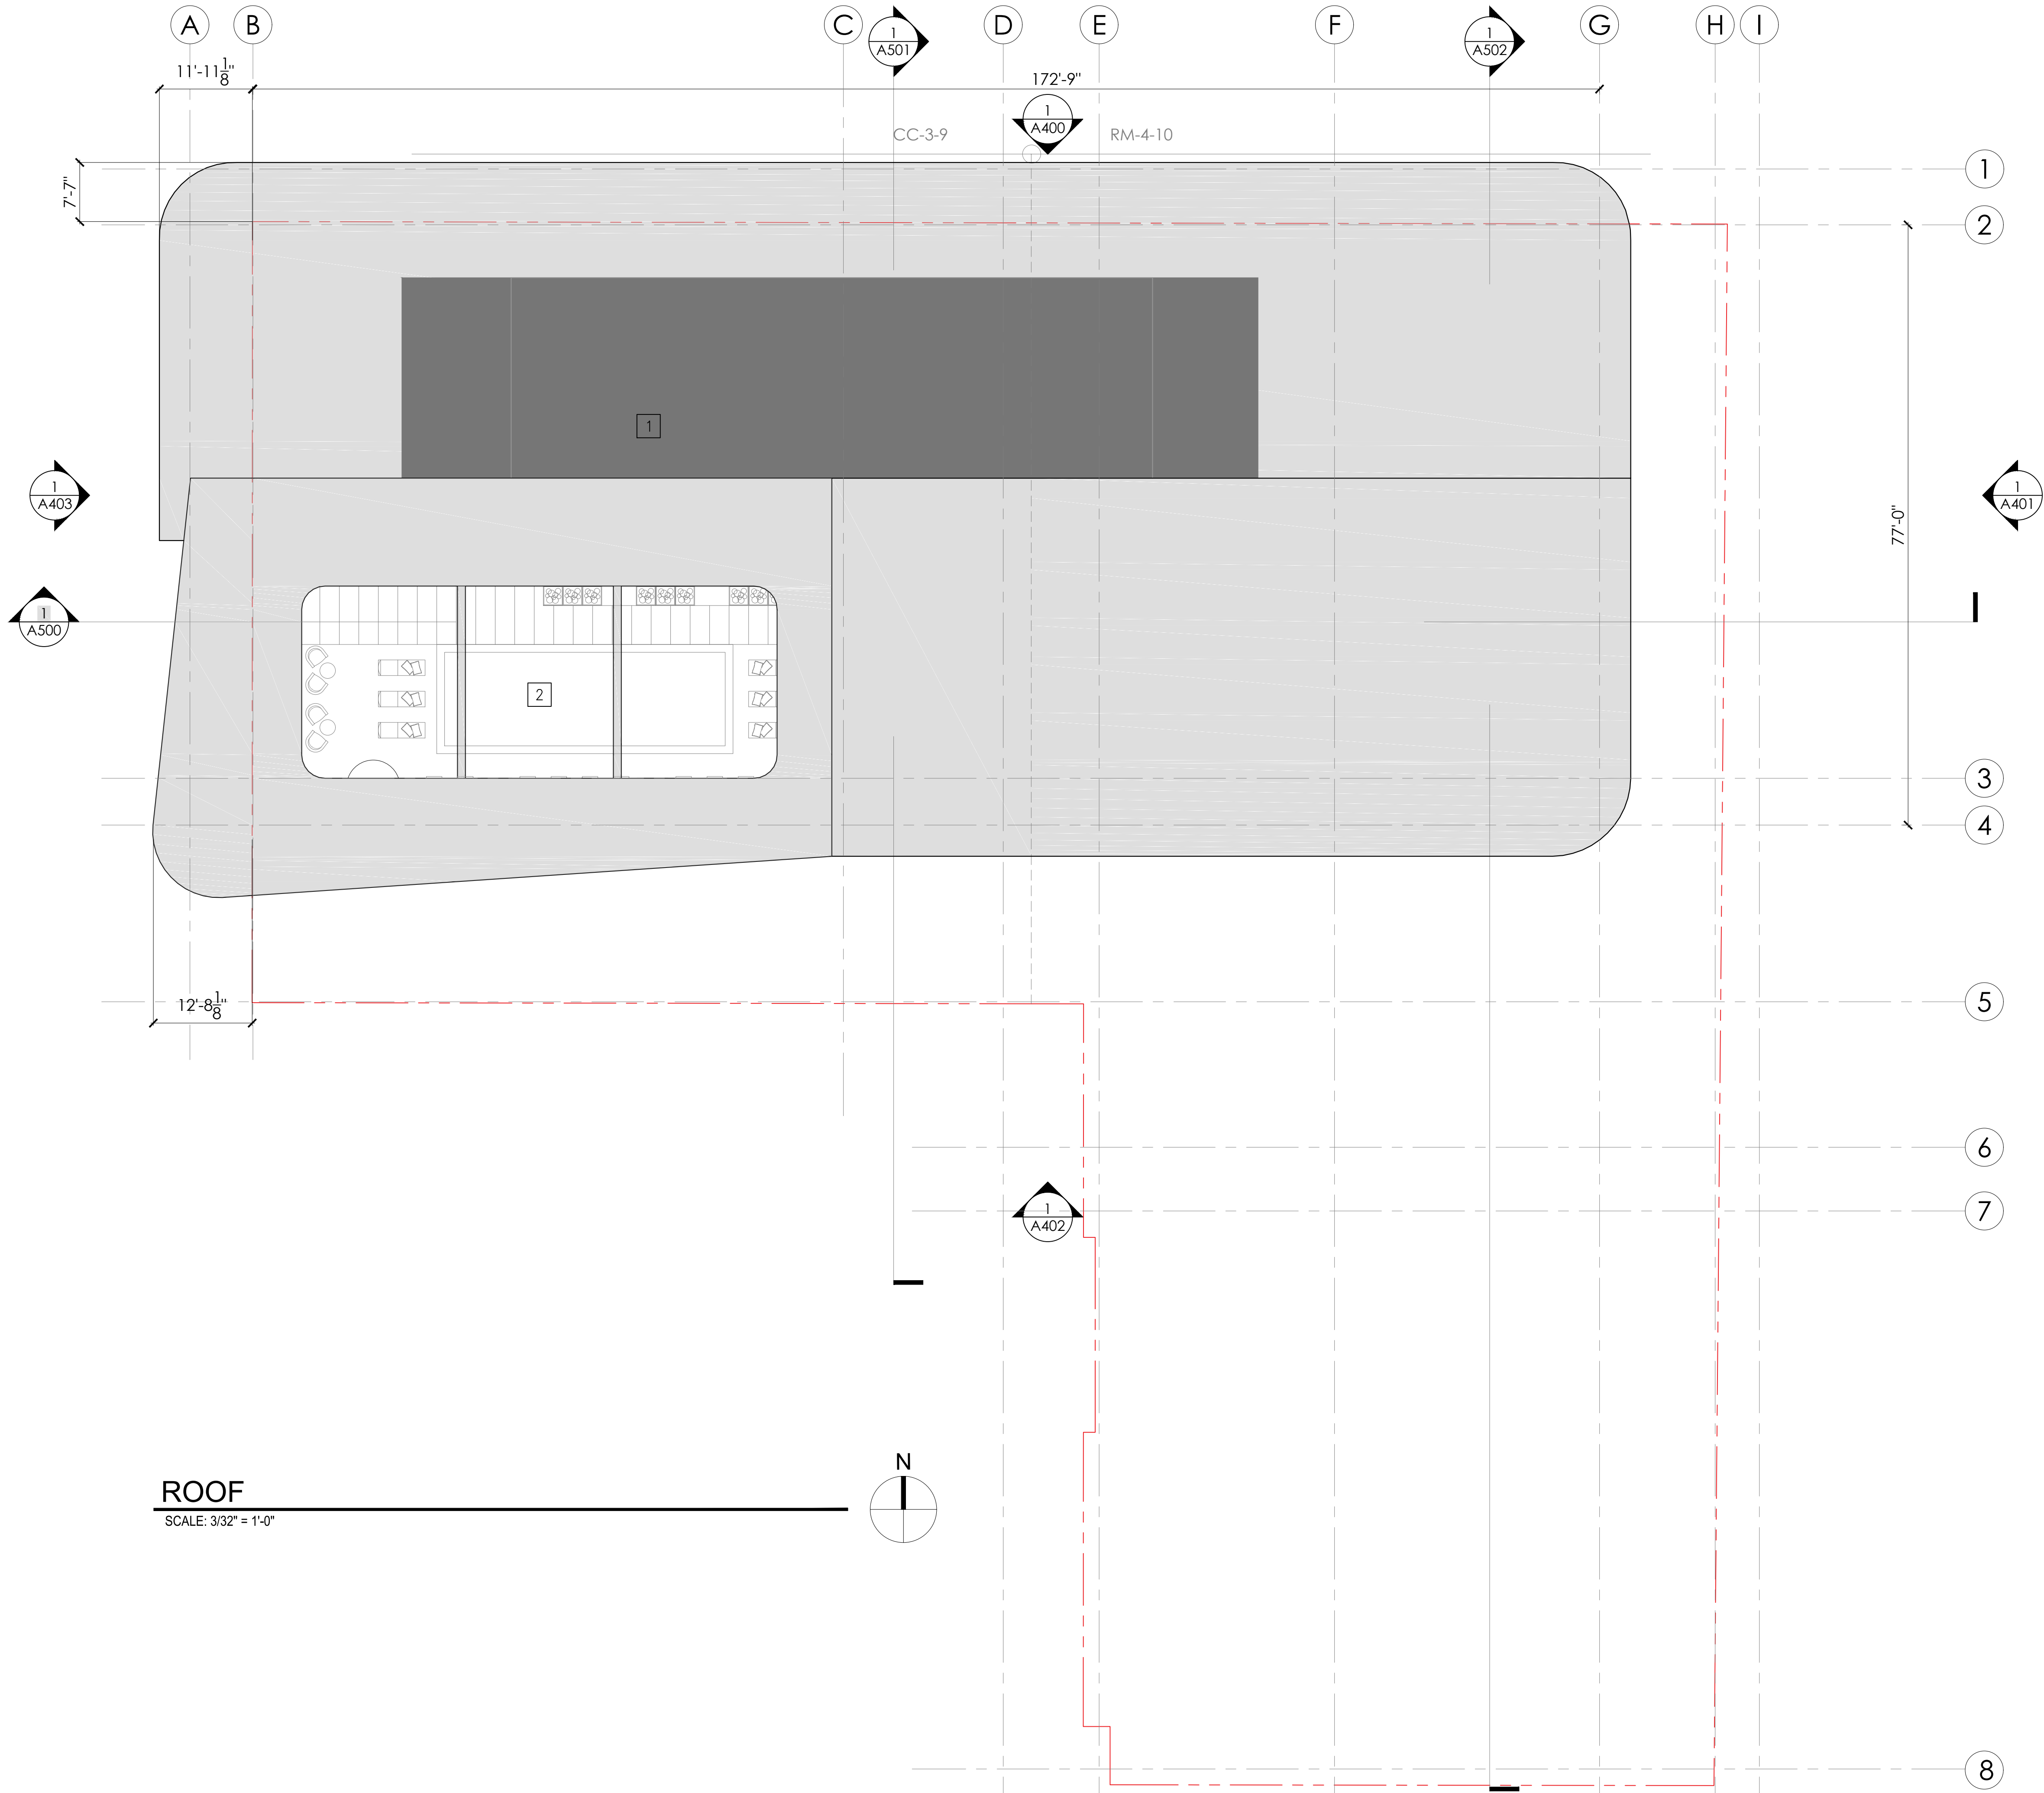 A
B
C
D
E
F
G
H
I
1
A501
1
A502
11'-11 1/8"
172'-9"
1
A400
CC-3-9
RM-4-10
7'-7"
1
2
1
1
A403
1
A401
77'-0"
1
A500
2
3
4
12'-8 1/8"
5
6
7
1
A402
N
ROOF
SCALE: 3/32" = 1'-0"
8